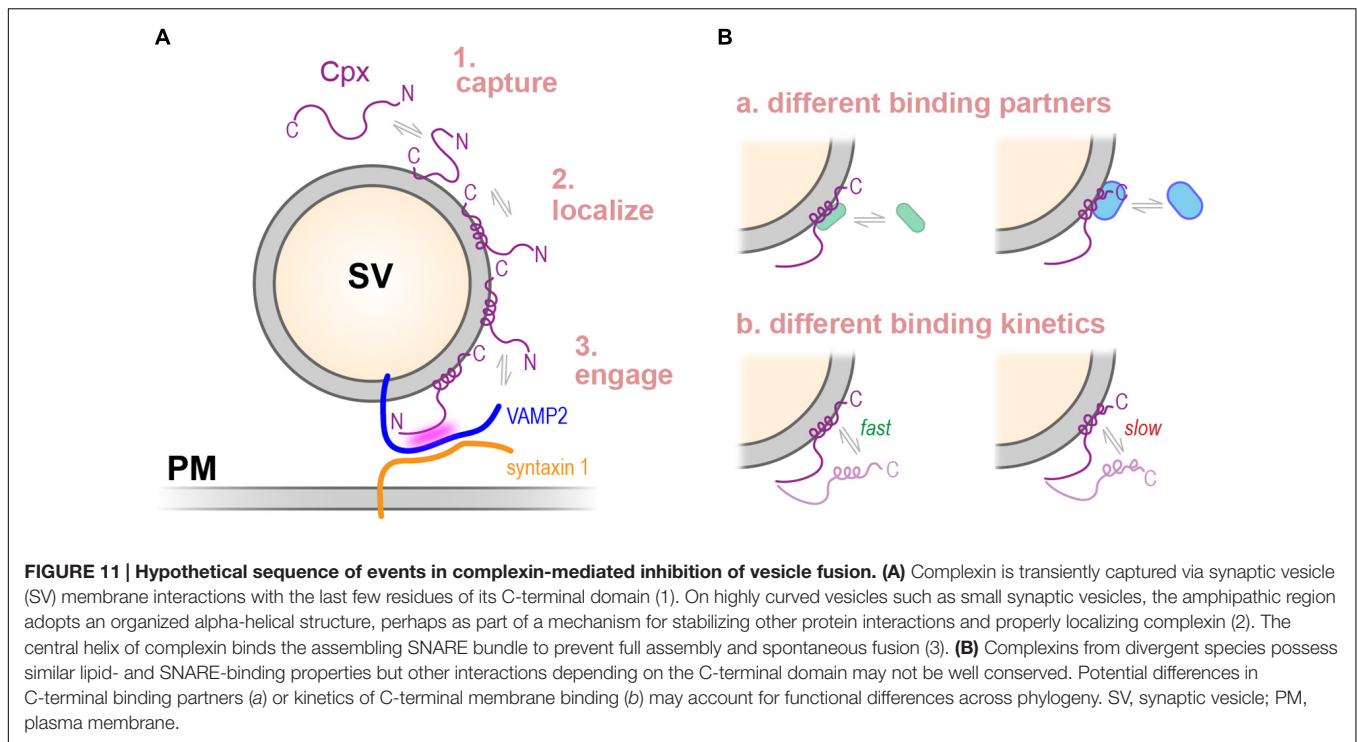 A
Cpx
N
C
1.
capture
C
N
2.
localize
C
N
SV
C
N
3.
engage
C
N
VAMP2
syntaxin 1
PM
B
a. different binding partners
C
C
b. different binding kinetics
C
fast
C
C
slow
C
FIGURE 11 | Hypothetical sequence of events in complexin-mediated inhibition of vesicle fusion. (A) Complexin is transiently captured via synaptic vesicle
(SV) membrane interactions with the last few residues of its C-terminal domain (1). On highly curved vesicles such as small synaptic vesicles, the amphipathic region
adopts an organized alpha-helical structure, perhaps as part of a mechanism for stabilizing other protein interactions and properly localizing complexin (2). The
central helix of complexin binds the assembling SNARE bundle to prevent full assembly and spontaneous fusion (3). (B) Complexins from divergent species possess
similar lipid- and SNARE-binding properties but other interactions depending on the C-terminal domain may not be well conserved. Potential differences in
C-terminal binding partners (a) or kinetics of C-terminal membrane binding (b) may account for functional differences across phylogeny. SV, synaptic vesicle; PM,
plasma membrane.